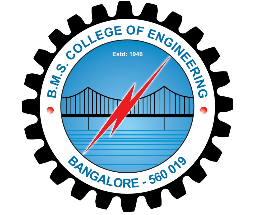 B.M.S. COLLEGE OF ENGINEERING
Estd: 1946
BANGALORE - 560 019